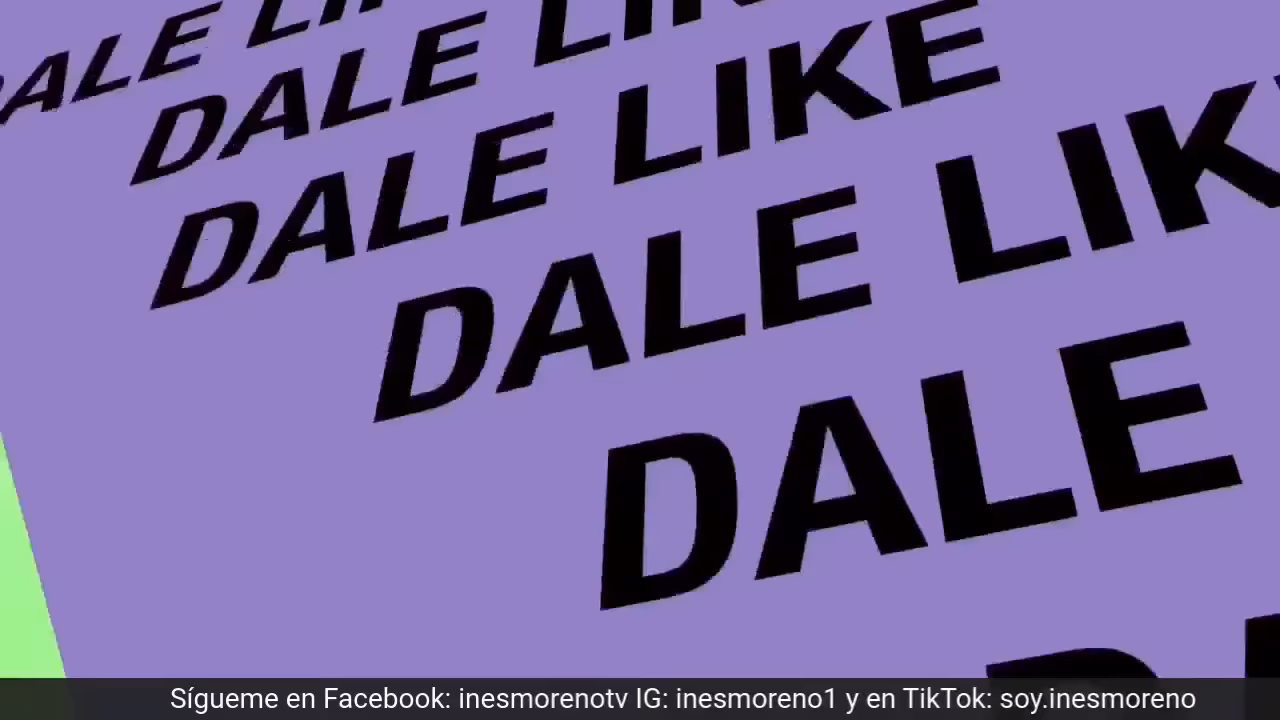 DALE
DALE
DALE LIKE
DALE
DALE
Sígueme en Facebook: inesmorenotv IG: inesmoreno1 y en TikTok: soy.inesmoreno